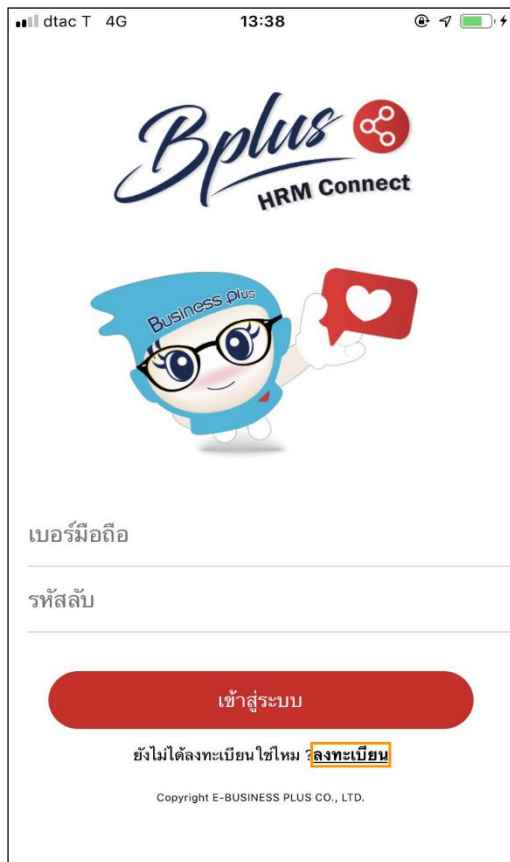 dtac T 4G 13:38
Bplus
HRM Connect
Business Plus
เบอร์มือถือ
รหัสลับ
เข้าสู่ระบบ
ยังไม่ได้ลงทะเบียนใช่ไหม ?ลงทะเบียน
Copyright E-BUSINESS PLUS CO., LTD.